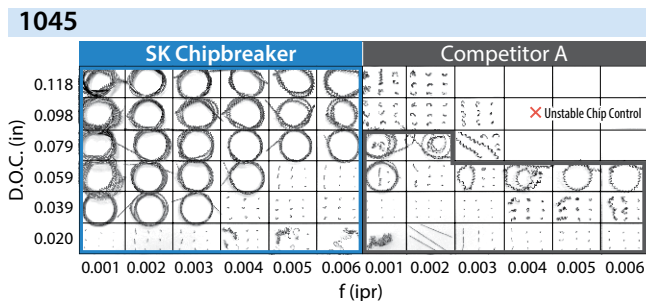 1045
SK Chipbreaker
Competitor A
D.O.C. (in)
0.118
0.098
0.079
0.059
0.039
0.020
× Unstable Chip Control
0.001 0.002 0.003 0.004 0.005 0.006 0.001 0.002 0.003 0.004 0.005 0.006
f (ipr)